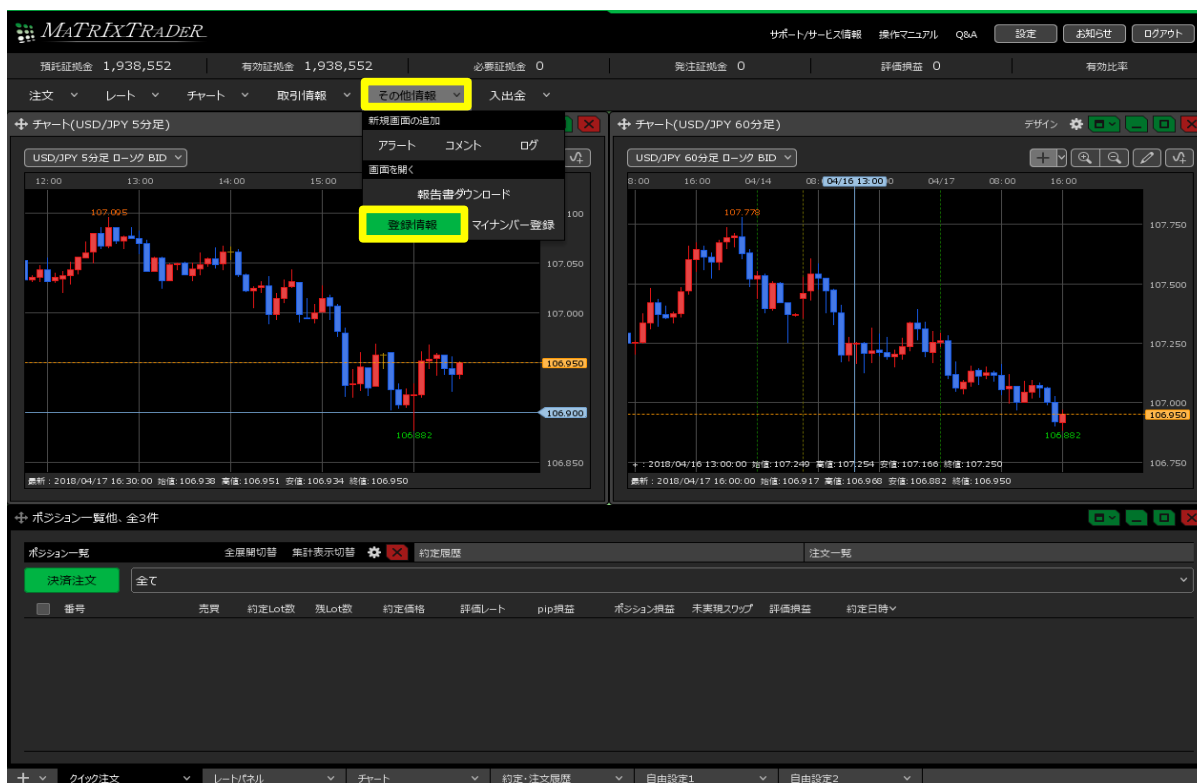 MATRIXTRADER
サポート/サービス情報 操作マニュアル Q&A 設定 お知らせ ログアウト
預託証拠金 1,938,552 有効証拠金 1,938,552 必要証拠金 0 発注証拠金 0 評価損益 0 有効比率
注文 レート チャート 取引情報 その他情報 入出金
新規画面の追加
アラート コメント ログ
画面を開く
報告書ダウンロード
登録情報 マイナンバー登録
チャート(USD/JPY 5分足)
USD/JPY 5分足 ローソク BID
12:00 13:00 14:00 15:00
107.095
100
107.050
107.000
106.950
106.900
106.882
106.850
最新 : 2018/04/17 16:30:00 始値:106.938 高値:106.951 安値:106.934 終値:106.950
チャート(USD/JPY 60分足) デザイン
USD/JPY 60分足 ローソク BID
8:00 16:00 04/14 08: 04/16 13:00 0 04/17 08:00 16:00
107.778
107.750
107.500
107.250
107.000
106.950
106.882
106.750
+ : 2018/04/16 13:00:00 始値:107.249 高値:107.254 安値:107.166 終値:107.250
最新 : 2018/04/17 16:00:00 始値:106.917 高値:106.968 安値:106.882 終値:106.950
ポジション一覧他、全3件
ポジション一覧 全展開切替 集計表示切替 約定履歴 注文一覧
決済注文 全て
番号 売買 約定Lot数 残Lot数 約定価格 評価レート pip損益 ポジション損益 未実現スワップ 評価損益 約定日時
クイック注文 レートパネル チャート 約定・注文履歴 自由設定1 自由設定2